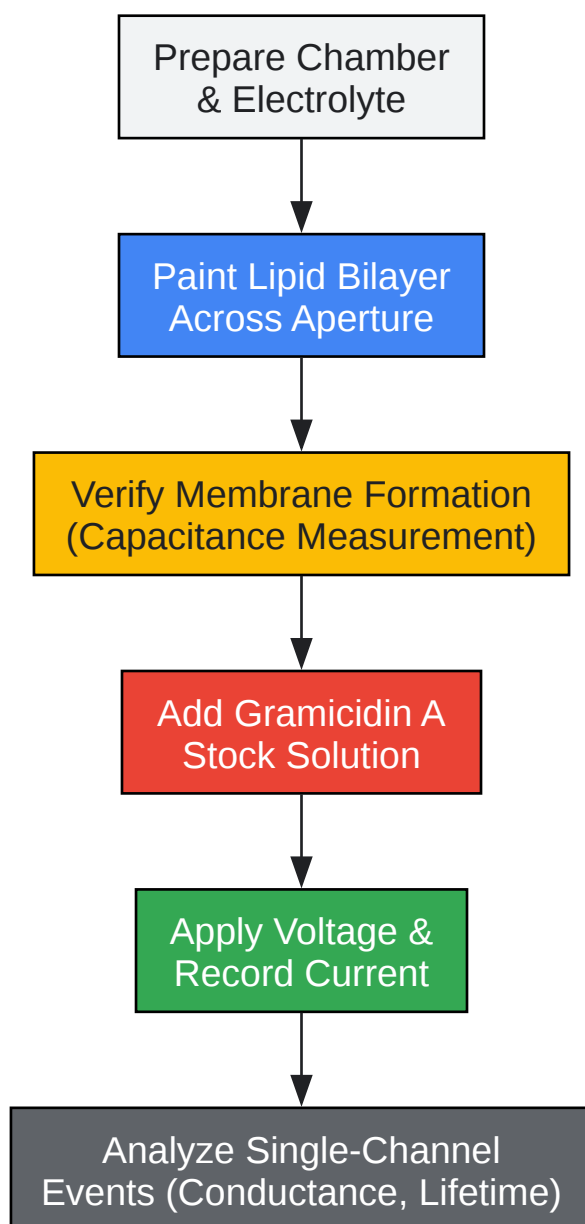 Prepare Chamber
& Electrolyte
Paint Lipid Bilayer
Across Aperture
Verify Membrane Formation
(Capacitance Measurement)
Add Gramicidin A
Stock Solution
Apply Voltage &
Record Current
Analyze Single-Channel
Events (Conductance, Lifetime)